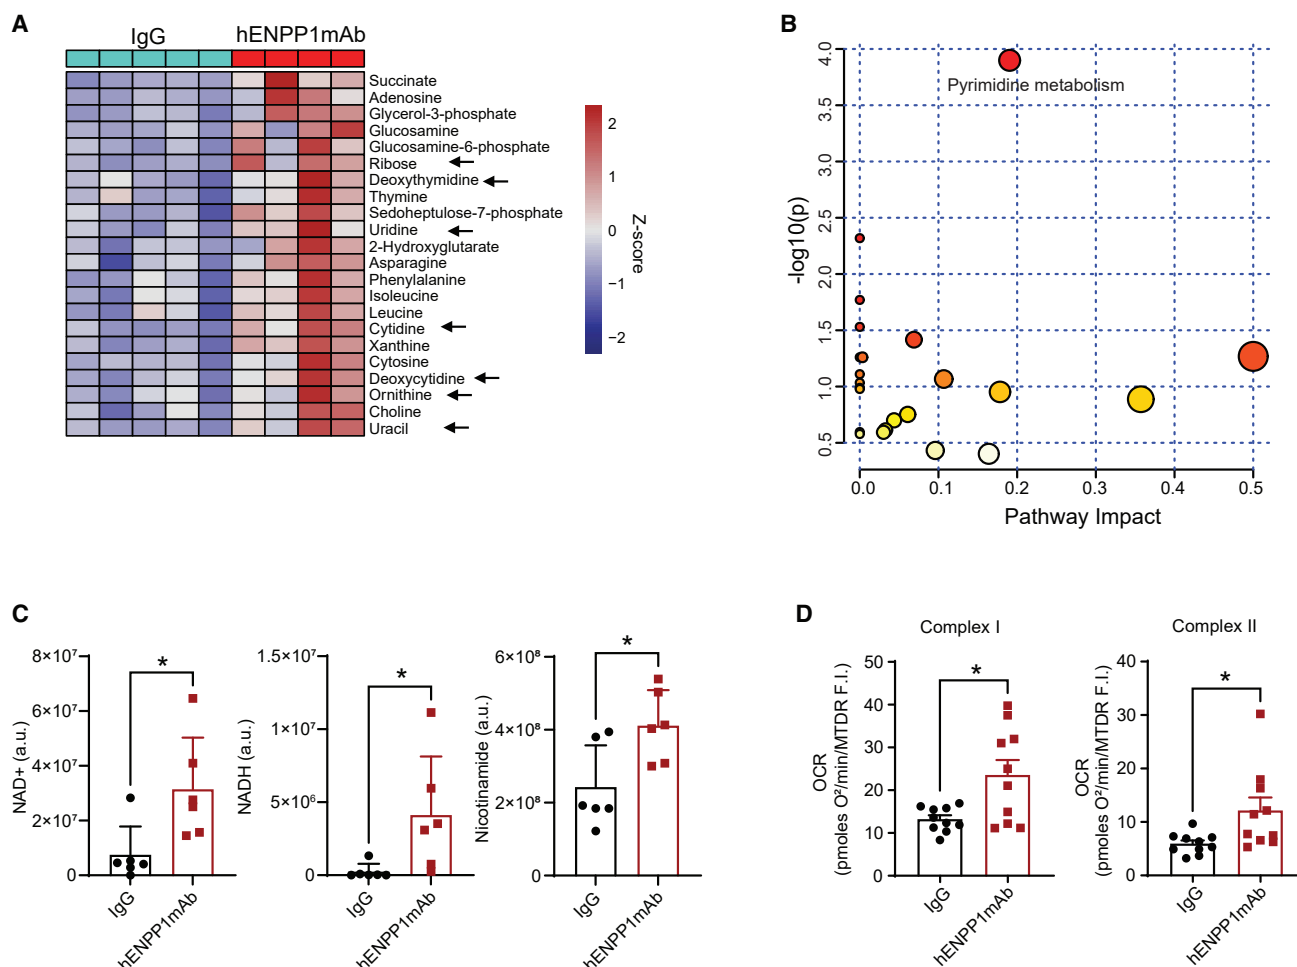 A
IgG
hENPP1mAb
Succinate
Adenosine
Glycerol-3-phosphate
Glucosamine
Glucosamine-6-phosphate
Ribose
Deoxythymidine
Thymine
Sedoheptulose-7-phosphate
Uridine
2-Hydroxyglutarate
Asparagine
Phenylalanine
Isoleucine
Leucine
Cytidine
Xanthine
Cytosine
Deoxycytidine
Ornithine
Choline
Uracil
2
1
0
−1
−2
Z-score
B
4.0
3.5
3.0
2.5
2.0
1.5
1.0
0.5
-log10(p)
Pyrimidine metabolism
0.0
0.1
0.2
0.3
0.4
0.5
Pathway Impact
C
NAD+ (a.u.)
8×10⁷
6×10⁷
4×10⁷
2×10⁷
0
*
IgG
hENPP1mAb
NADH (a.u.)
1.5×10⁷
1×10⁷
5×10⁶
0
*
IgG
hENPP1mAb
Nicotinamide (a.u.)
6×10⁸
4×10⁸
2×10⁸
0
*
IgG
hENPP1mAb
D
Complex I
OCR
(pmoles O²/min/MTDR F.I.)
50
40
30
20
10
0
*
IgG
hENPP1mAb
Complex II
OCR
(pmoles O²/min/MTDR F.I.)
40
30
20
10
0
*
IgG
hENPP1mAb